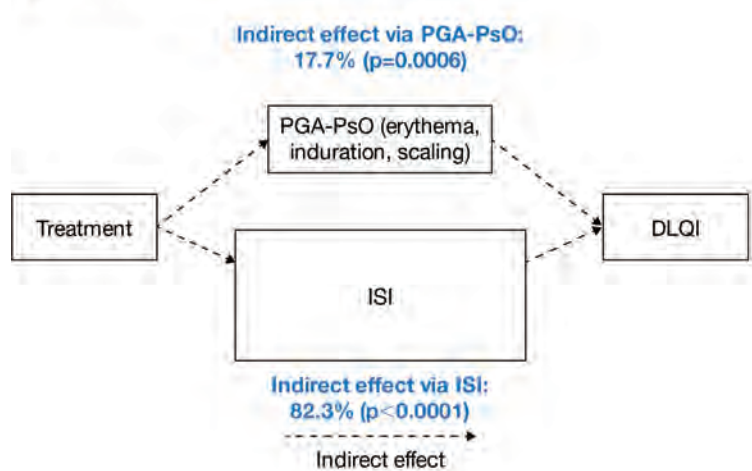 Indirect effect via PGA-PsO:
17.7% (p=0.0006)
PGA-PsO (erythema,
induration, scaling)
Treatment
DLQI
ISI
Indirect effect via ISI:
82.3% (p<0.0001)
Indirect effect